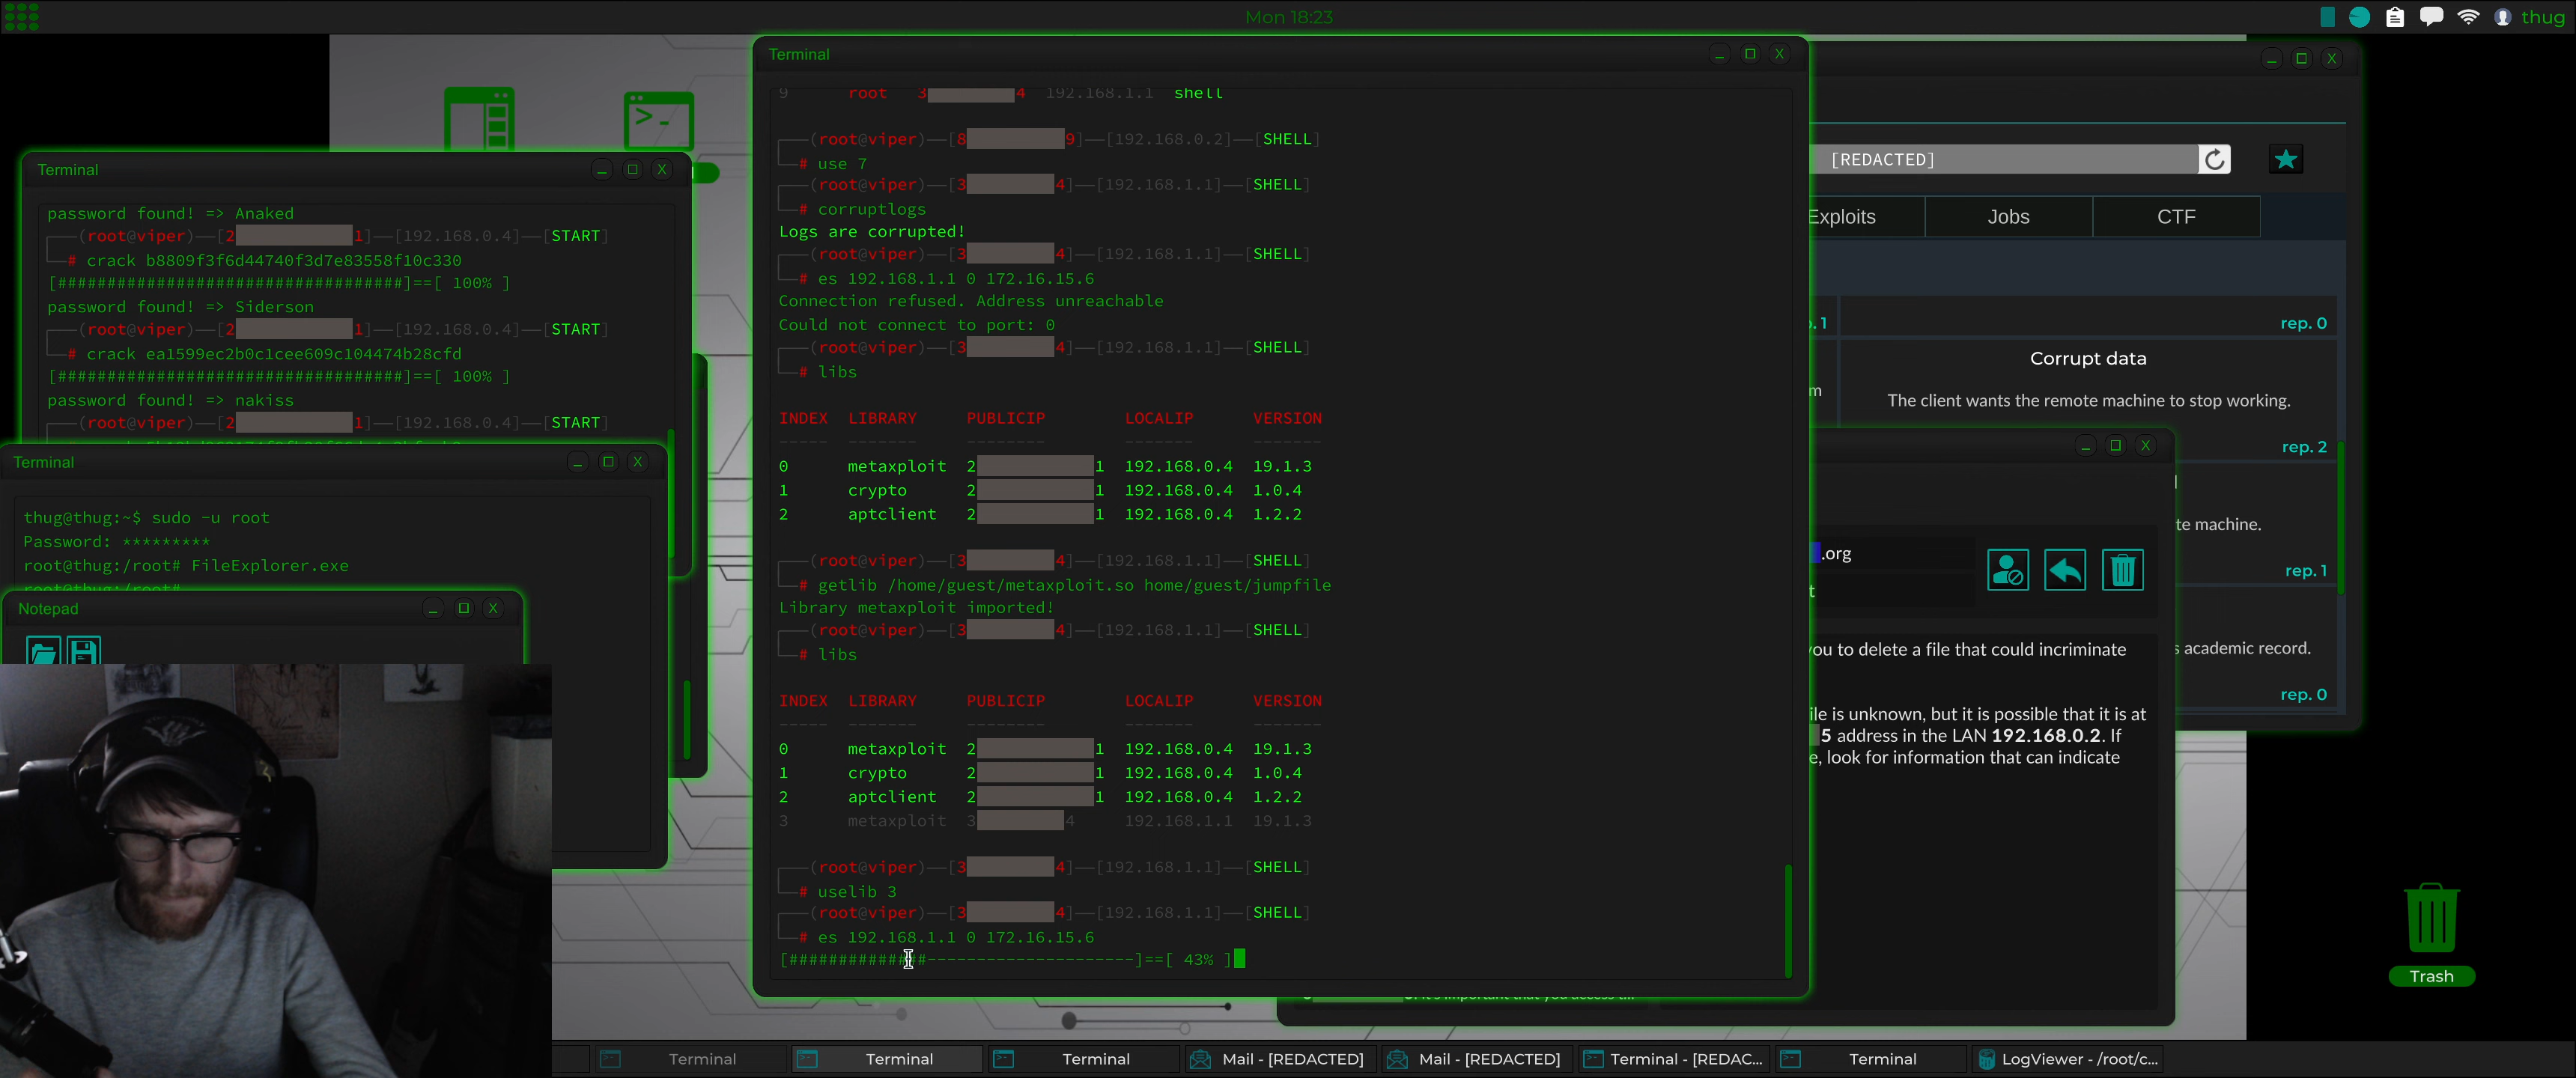 Mon 18:23
thug
Terminal
password found! => Anaked
(root@viper)—[2 1]—[192.168.0.4]—[START]
# crack b8809f3f6d44740f3d7e83558f10c330
[###################################]==[ 100% ]
password found! => Siderson
(root@viper)—[2 1]—[192.168.0.4]—[START]
# crack ea1599ec2b0c1cee609c104474b28cfd
[###################################]==[ 100% ]
password found! => nakiss
(root@viper)—[2 1]—[192.168.0.4]—[START]
Terminal
thug@thug:~$ sudo -u root
Password: *********
root@thug:/root# FileExplorer.exe
root@thug:/root#
Notepad
Terminal
9 root 3 4 192.168.1.1 shell
(root@viper)—[8 9]—[192.168.0.2]—[SHELL]
# use 7
(root@viper)—[3 4]—[192.168.1.1]—[SHELL]
# corruptlogs
Logs are corrupted!
(root@viper)—[3 4]—[192.168.1.1]—[SHELL]
# es 192.168.1.1 0 172.16.15.6
Connection refused. Address unreachable
Could not connect to port: 0
(root@viper)—[3 4]—[192.168.1.1]—[SHELL]
# libs
INDEX LIBRARY PUBLICIP LOCALIP VERSION
----- ------- -------- ------- -------
0 metaxploit 2 1 192.168.0.4 19.1.3
1 crypto 2 1 192.168.0.4 1.0.4
2 aptclient 2 1 192.168.0.4 1.2.2
(root@viper)—[3 4]—[192.168.1.1]—[SHELL]
# getlib /home/guest/metaxploit.so home/guest/jumpfile
Library metaxploit imported!
(root@viper)—[3 4]—[192.168.1.1]—[SHELL]
# libs
INDEX LIBRARY PUBLICIP LOCALIP VERSION
----- ------- -------- ------- -------
0 metaxploit 2 1 192.168.0.4 19.1.3
1 crypto 2 1 192.168.0.4 1.0.4
2 aptclient 2 1 192.168.0.4 1.2.2
3 metaxploit 3 4 192.168.1.1 19.1.3
(root@viper)—[3 4]—[192.168.1.1]—[SHELL]
# uselib 3
(root@viper)—[3 4]—[192.168.1.1]—[SHELL]
# es 192.168.1.1 0 172.16.15.6
[##############---------------------]==[ 43% ]
[REDACTED]
Exploits Jobs CTF
rep. 0
Corrupt data
The client wants the remote machine to stop working.
rep. 2
te machine.
rep. 1
s academic record.
rep. 0
.org
you to delete a file that could incriminate
ile is unknown, but it is possible that it is at
5 address in the LAN 192.168.0.2. If
e, look for information that can indicate
Trash
Terminal
Terminal
Terminal
Mail - [REDACTED]
Mail - [REDACTED]
Terminal - [REDAC...
Terminal
LogViewer - /root/c...